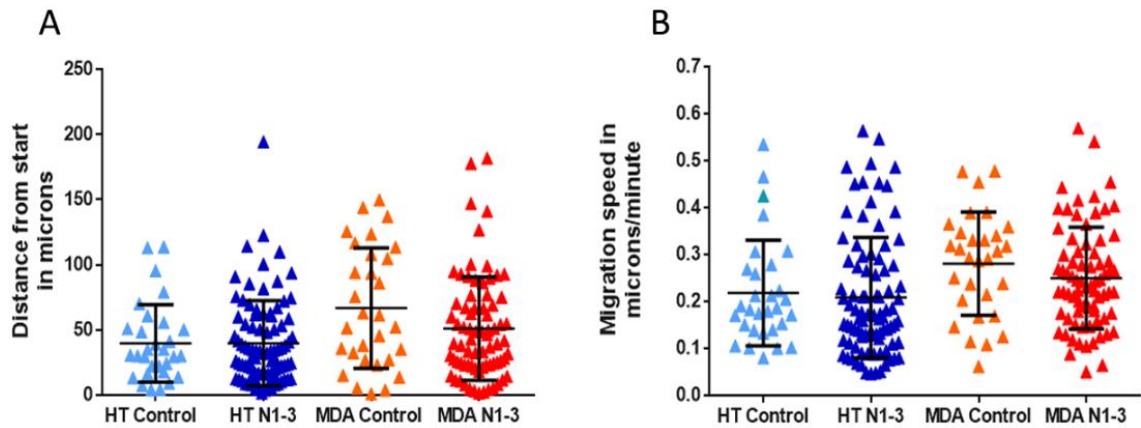 A
B
Distance from start
in microns
250
200
150
100
50
0
HT Control HT N1-3 MDA Control MDA N1-3
Migration speed in
microns/minute
0.7
0.6
0.5
0.4
0.3
0.2
0.1
0.0
HT Control HT N1-3 MDA Control MDA N1-3